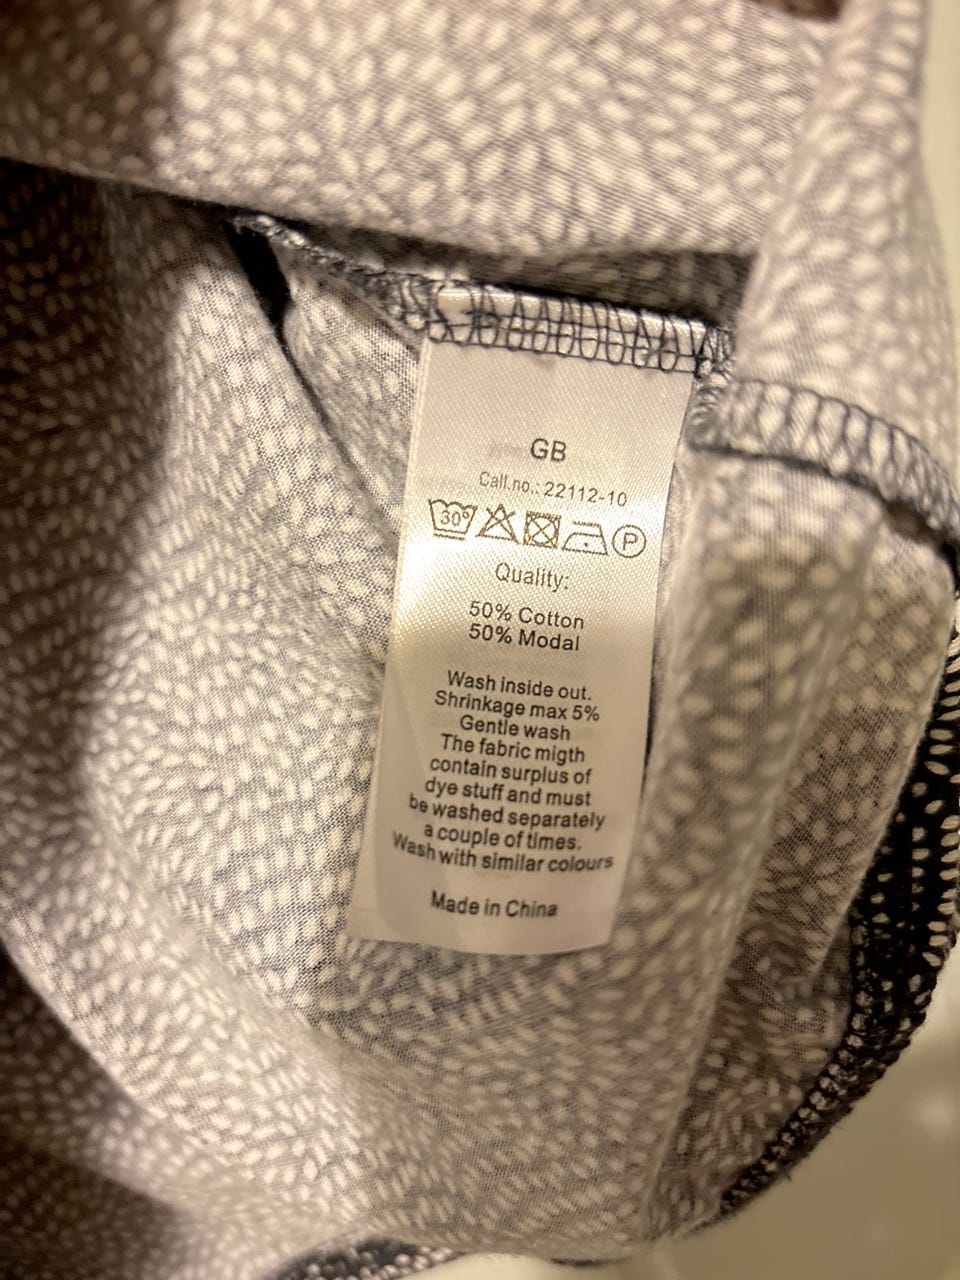 GB
Call.no.: 22112-10
30° P
Quality:
50% Cotton
50% Modal
Wash inside out.
Shrinkage max 5%
Gentle wash
The fabric migth
contain surplus of
dye stuff and must
be washed separately
a couple of times.
Wash with similar colours
Made in China